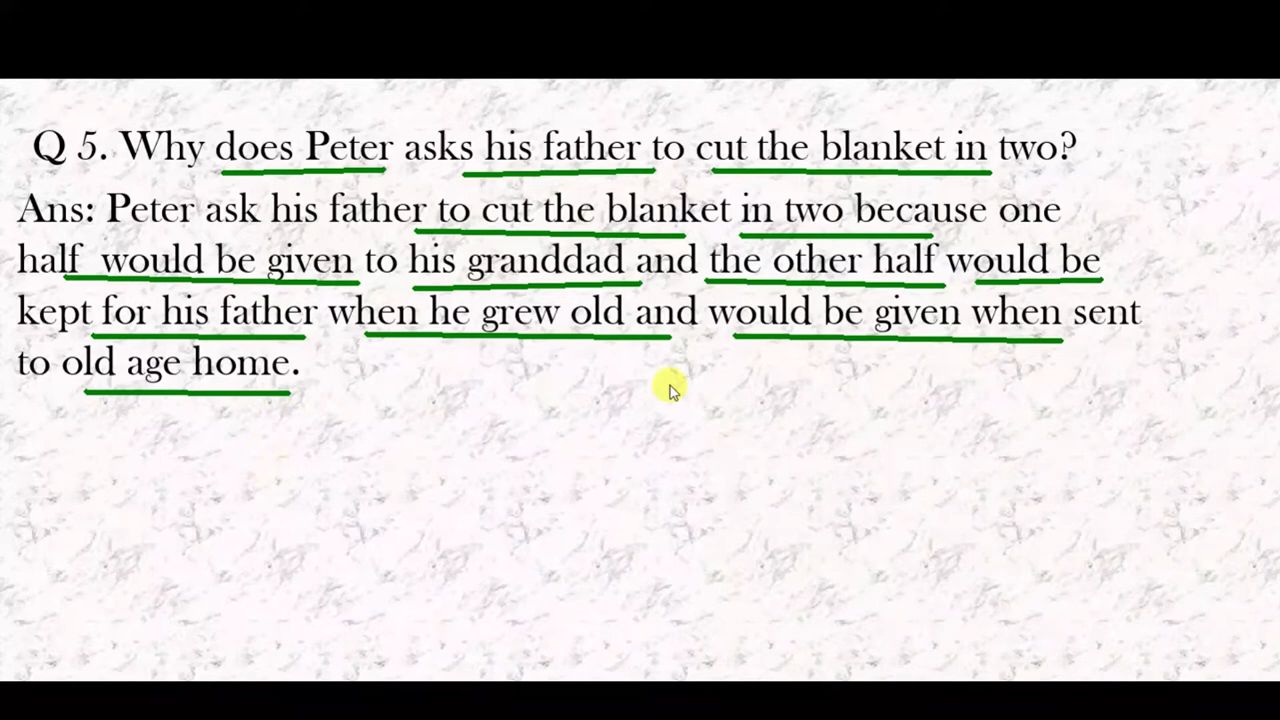 Q 5. Why does Peter asks his father to cut the blanket in two?
Ans: Peter ask his father to cut the blanket in two because one
half would be given to his granddad and the other half would be
kept for his father when he grew old and would be given when sent
to old age home.